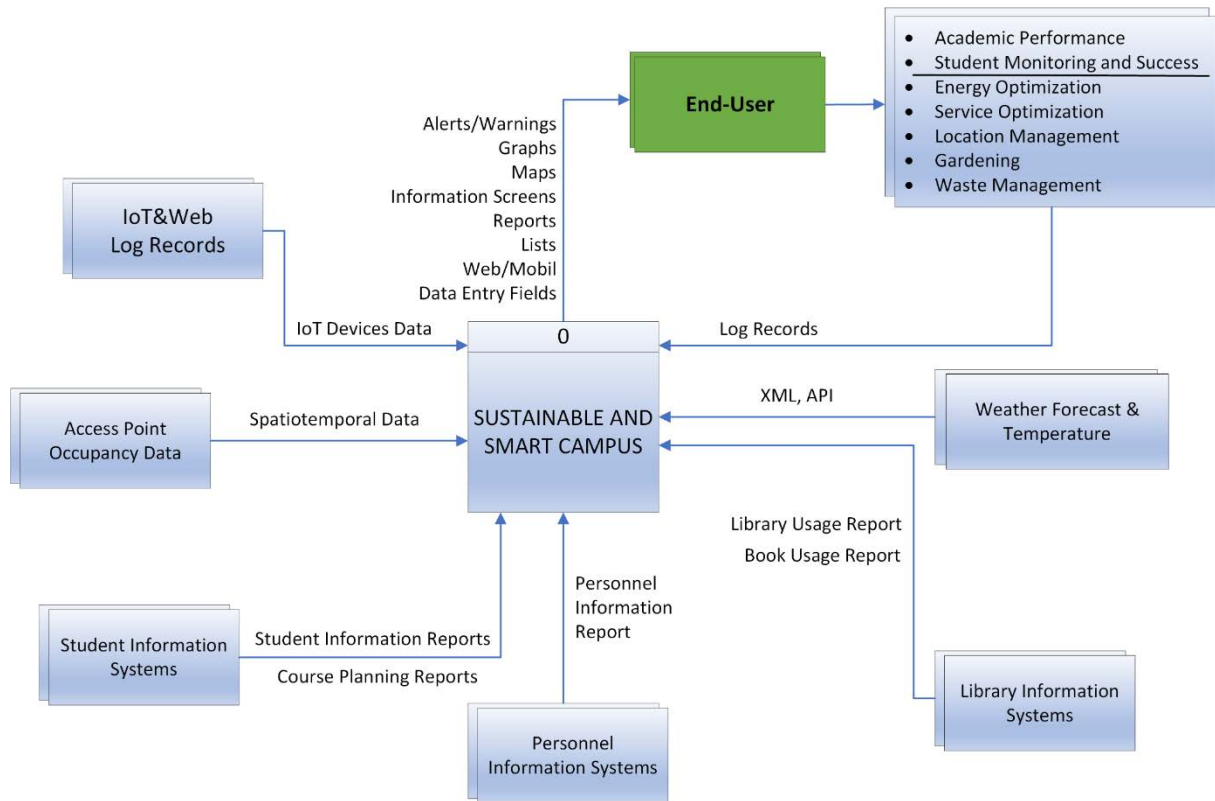 Academic Performance
Student Monitoring and Success
Energy Optimization
Service Optimization
Location Management
Gardening
Waste Management
End-User
Alerts/Warnings
Graphs
Maps
Information Screens
Reports
Lists
Web/Mobil
Data Entry Fields
IoT&Web
Log Records
IoT Devices Data
0
SUSTAINABLE AND
SMART CAMPUS
Log Records
XML, API
Weather Forecast &
Temperature
Access Point
Occupancy Data
Spatiotemporal Data
Library Usage Report
Book Usage Report
Personnel
Information
Report
Student Information
Systems
Student Information Reports
Course Planning Reports
Library Information
Systems
Personnel
Information Systems